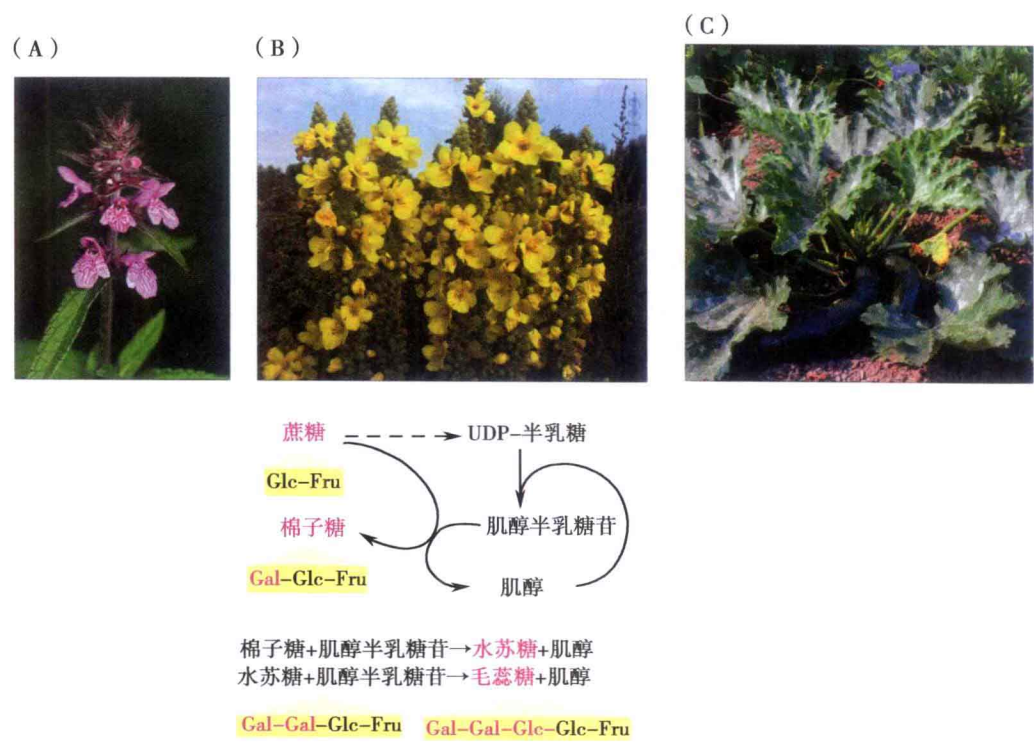 (A)
(B)
(C)
蔗糖
UDP-半乳糖
Glc-Fru
肌醇半乳糖苷
棉子糖
Gal-Glc-Fru
肌醇
棉子糖+肌醇半乳糖苷→水苏糖+肌醇
水苏糖+肌醇半乳糖苷→毛蕊糖+肌醇
Gal-Gal-Glc-Fru
Gal-Gal-Glc-Glc-Fru